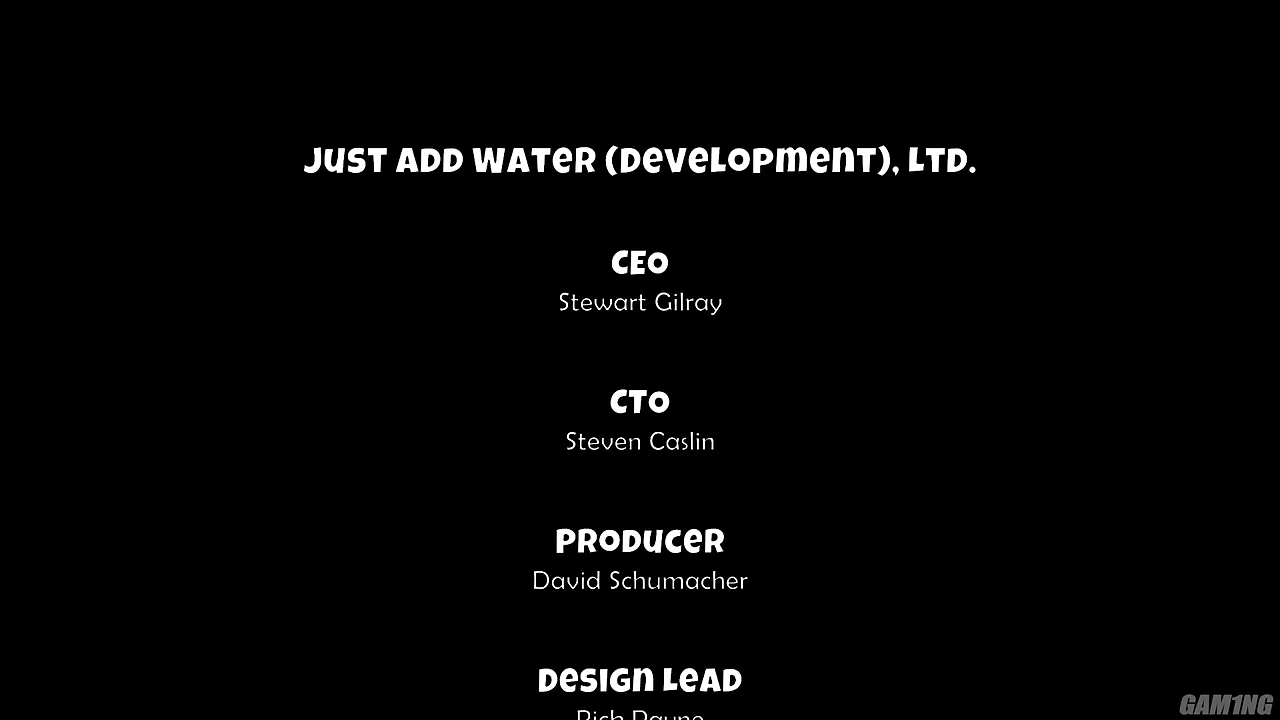 Just Add Water (Development), Ltd.
CEO
Stewart Gilray
CTO
Steven Caslin
Producer
David Schumacher
Design Lead
GAM1NG